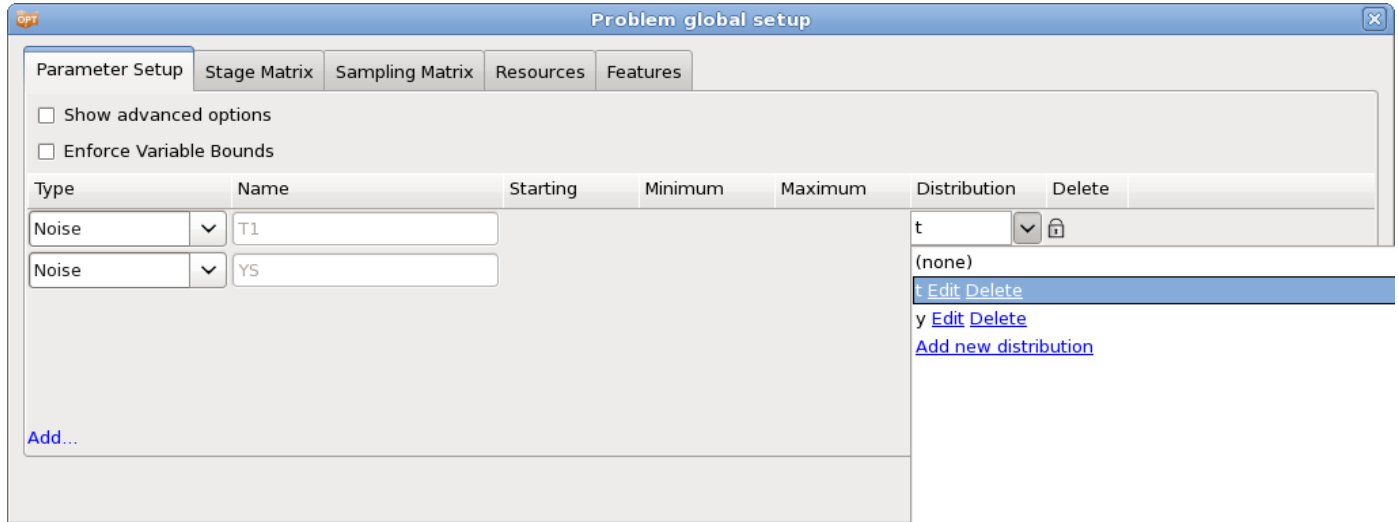 OPT Problem global setup
Parameter Setup Stage Matrix Sampling Matrix Resources Features
Show advanced options
Enforce Variable Bounds
Type Name Starting Minimum Maximum Distribution Delete
Noise T1 t
Noise YS (none)
t Edit Delete
y Edit Delete
Add new distribution
Add...